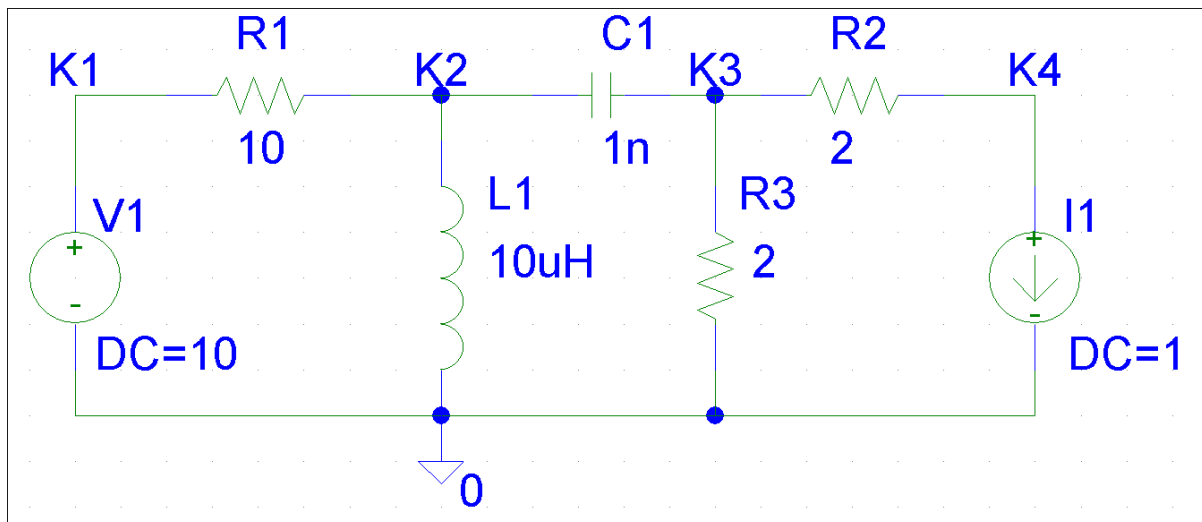 R1
C1
R2
K1
K2
K3
K4
10
1n
2
V1
L1
R3
I1
+
10uH
2
+
-
-
DC=10
DC=1
0